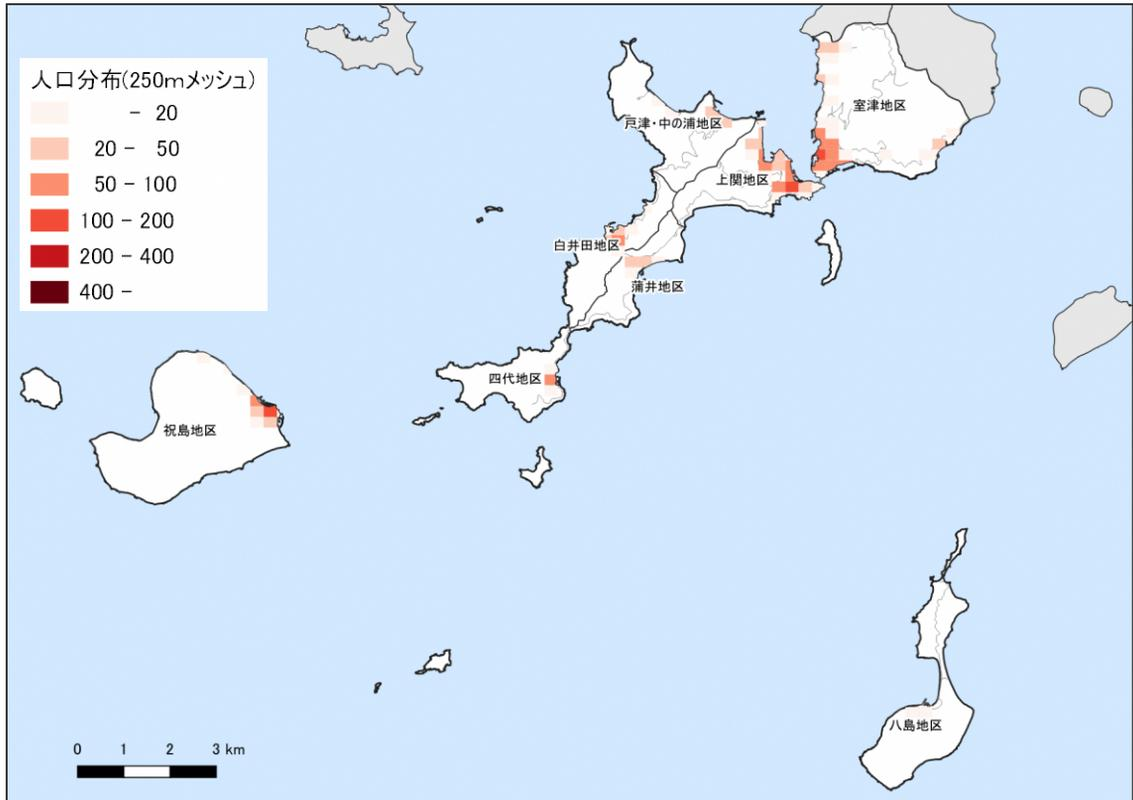 人口分布(250mメッシュ)
- 20
20 - 50
50 - 100
100 - 200
200 - 400
400 -
室津地区
戸津・中の浦地区
上関地区
白井田地区
蒲井地区
四代地区
祝島地区
八島地区
0 1 2 3 km